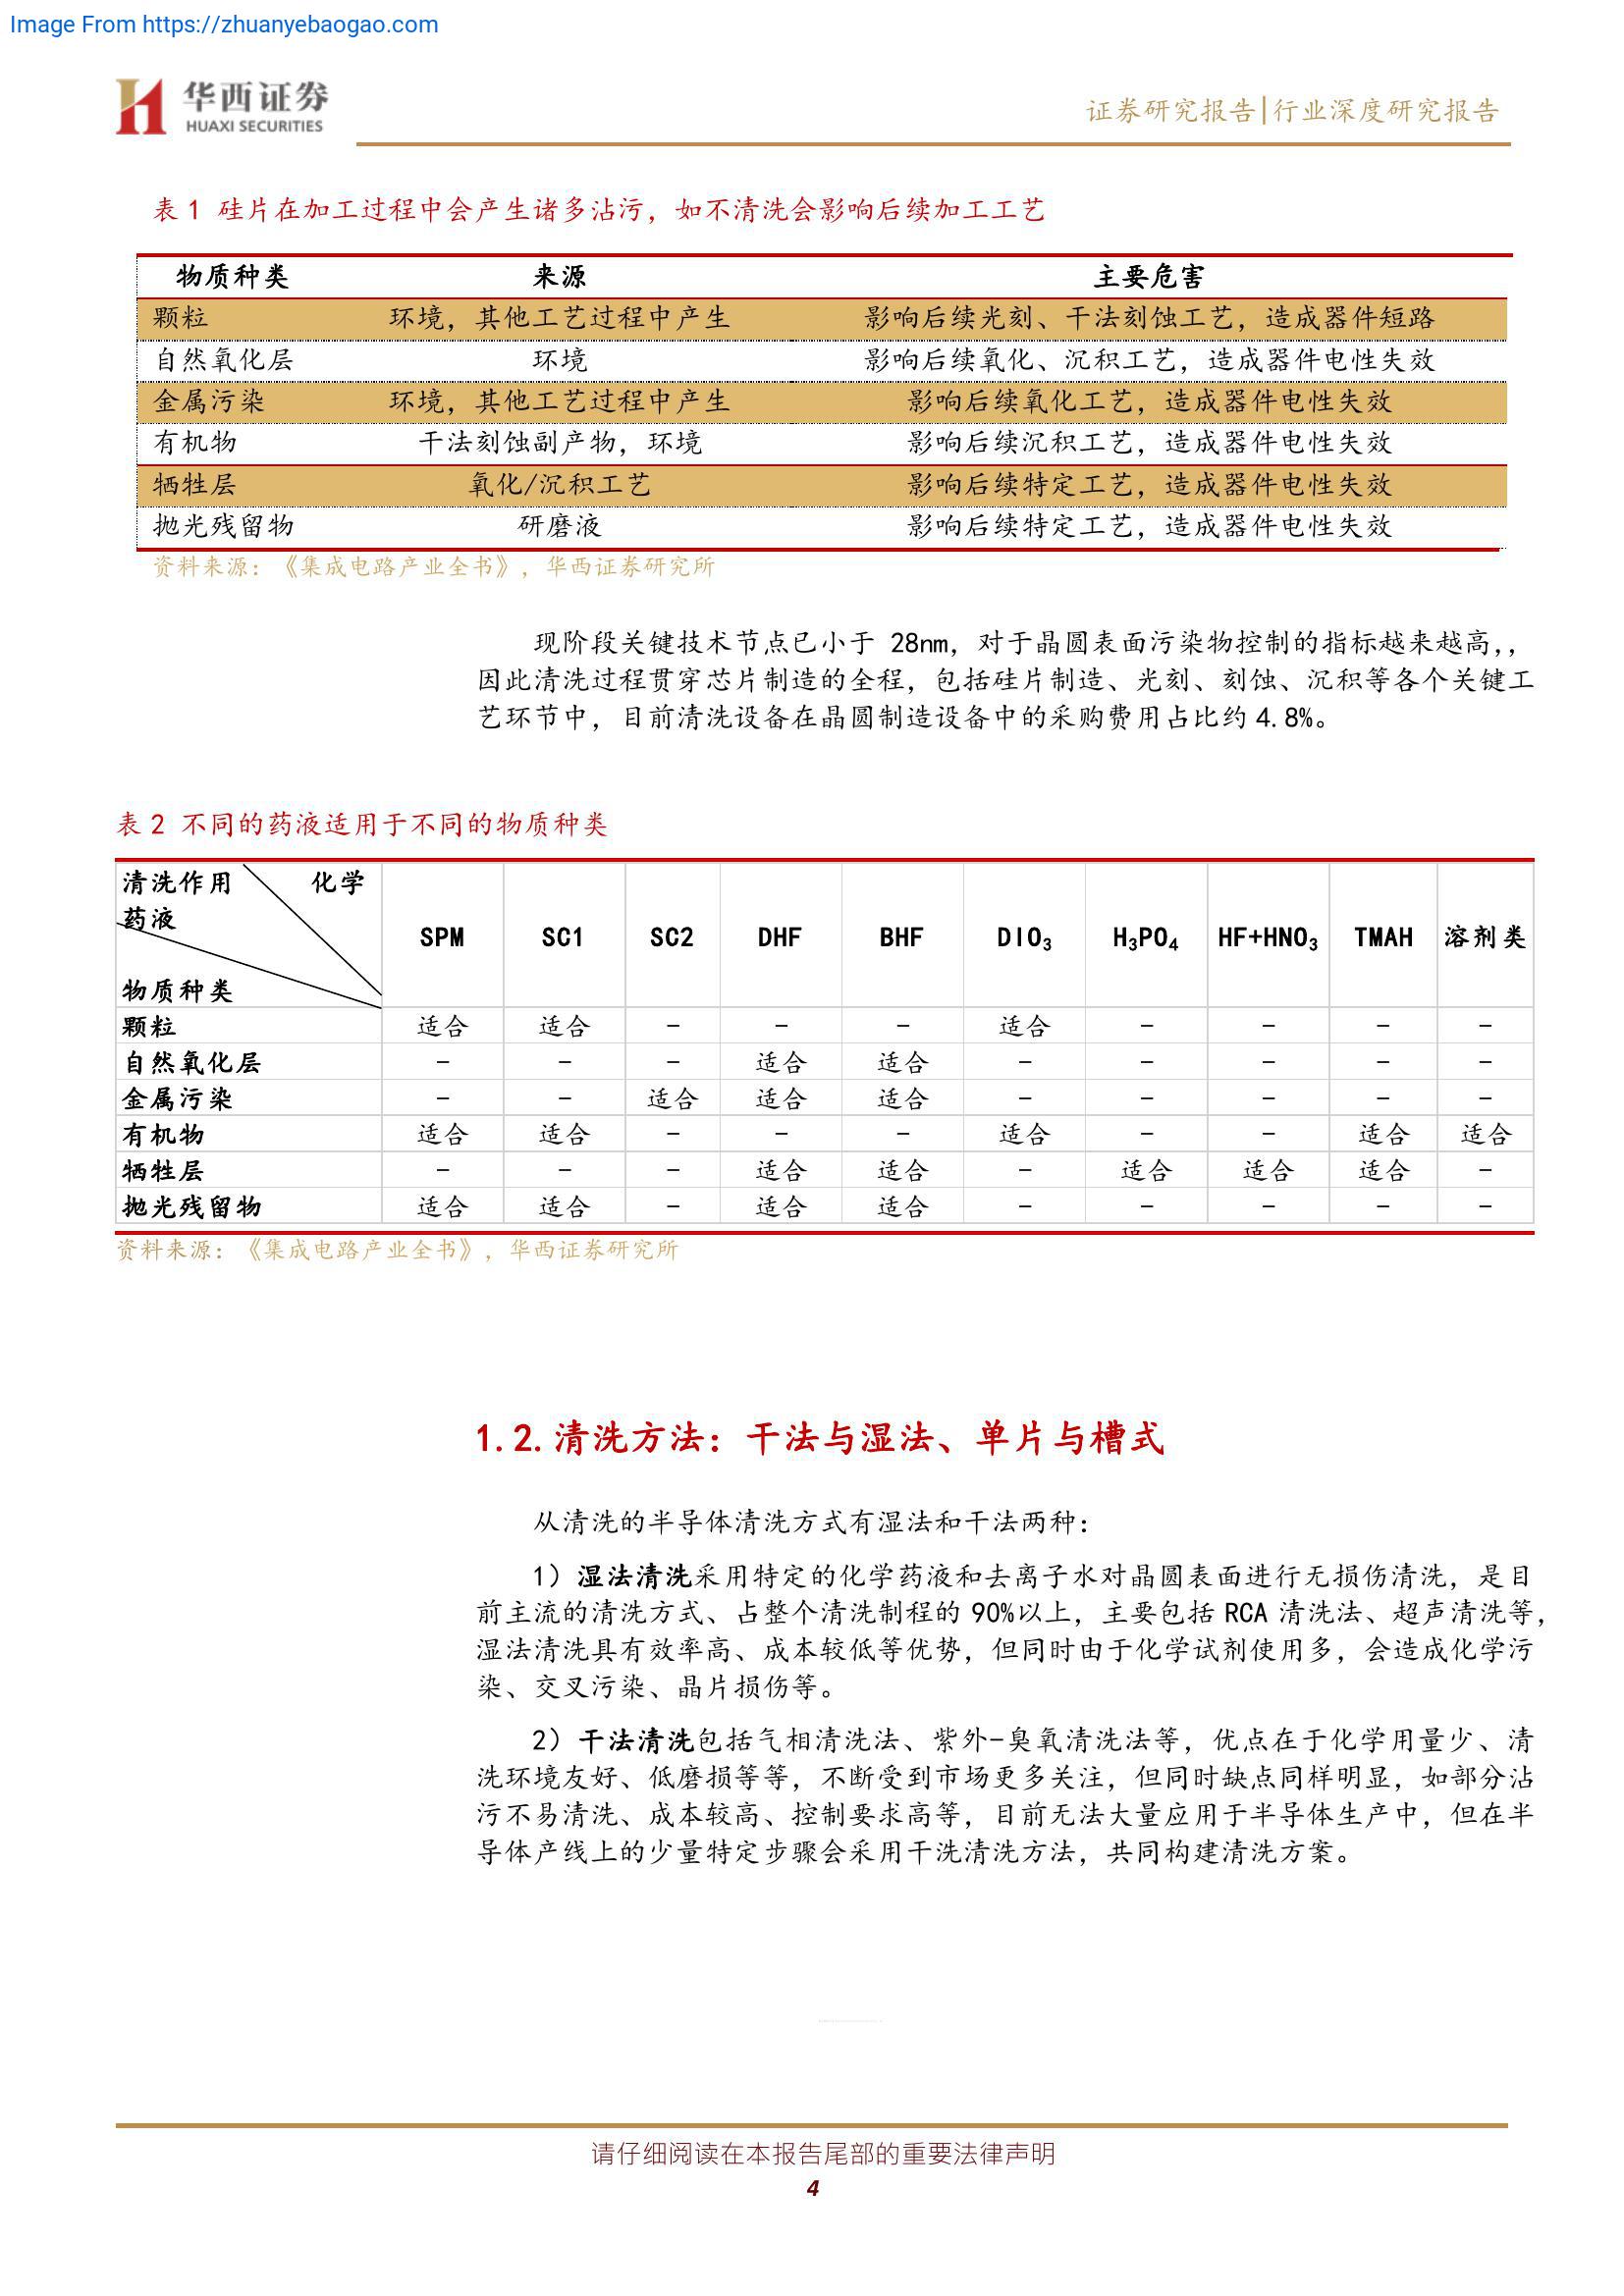 Image From https://zhuanyebaogao.com
华西证券
HUAXI SECURITIES
证券研究报告|行业深度研究报告
表 1 硅片在加工过程中会产生诸多沾污，如不清洗会影响后续加工工艺
物质种类 来源 主要危害
颗粒 环境，其他工艺过程中产生 影响后续光刻、干法刻蚀工艺，造成器件短路
自然氧化层 环境 影响后续氧化、沉积工艺，造成器件电性失效
金属污染 环境，其他工艺过程中产生 影响后续氧化工艺，造成器件电性失效
有机物 干法刻蚀副产物，环境 影响后续沉积工艺，造成器件电性失效
牺牲层 氧化/沉积工艺 影响后续特定工艺，造成器件电性失效
抛光残留物 研磨液 影响后续特定工艺，造成器件电性失效
资料来源：《集成电路产业全书》，华西证券研究所
现阶段关键技术节点已小于 28nm，对于晶圆表面污染物控制的指标越来越高，，
因此清洗过程贯穿芯片制造的全程，包括硅片制造、光刻、刻蚀、沉积等各个关键工
艺环节中，目前清洗设备在晶圆制造设备中的采购费用占比约 4.8%。
表 2 不同的药液适用于不同的物质种类
清洗作用 化学
药液
物质种类
SPM SC1 SC2 DHF BHF DIO₃ H₃PO₄ HF+HNO₃ TMAH 溶剂类
颗粒 适合 适合 - - - 适合 - - - -
自然氧化层 - - - 适合 适合 - - - - -
金属污染 - - 适合 适合 适合 - - - - -
有机物 适合 适合 - - - 适合 - - 适合 适合
牺牲层 - - - 适合 适合 - 适合 适合 适合 -
抛光残留物 适合 适合 - 适合 适合 - - - - -
资料来源：《集成电路产业全书》，华西证券研究所
1.2.清洗方法：干法与湿法、单片与槽式
从清洗的半导体清洗方式有湿法和干法两种：
1）湿法清洗采用特定的化学药液和去离子水对晶圆表面进行无损伤清洗，是目
前主流的清洗方式、占整个清洗制程的 90%以上，主要包括 RCA 清洗法、超声清洗等，
湿法清洗具有效率高、成本较低等优势，但同时由于化学试剂使用多，会造成化学污
染、交叉污染、晶片损伤等。
2）干法清洗包括气相清洗法、紫外-臭氧清洗法等，优点在于化学用量少、清
洗环境友好、低磨损等等，不断受到市场更多关注，但同时缺点同样明显，如部分沾
污不易清洗、成本较高、控制要求高等，目前无法大量应用于半导体生产中，但在半
导体产线上的少量特定步骤会采用干洗清洗方法，共同构建清洗方案。
请仔细阅读在本报告尾部的重要法律声明
4